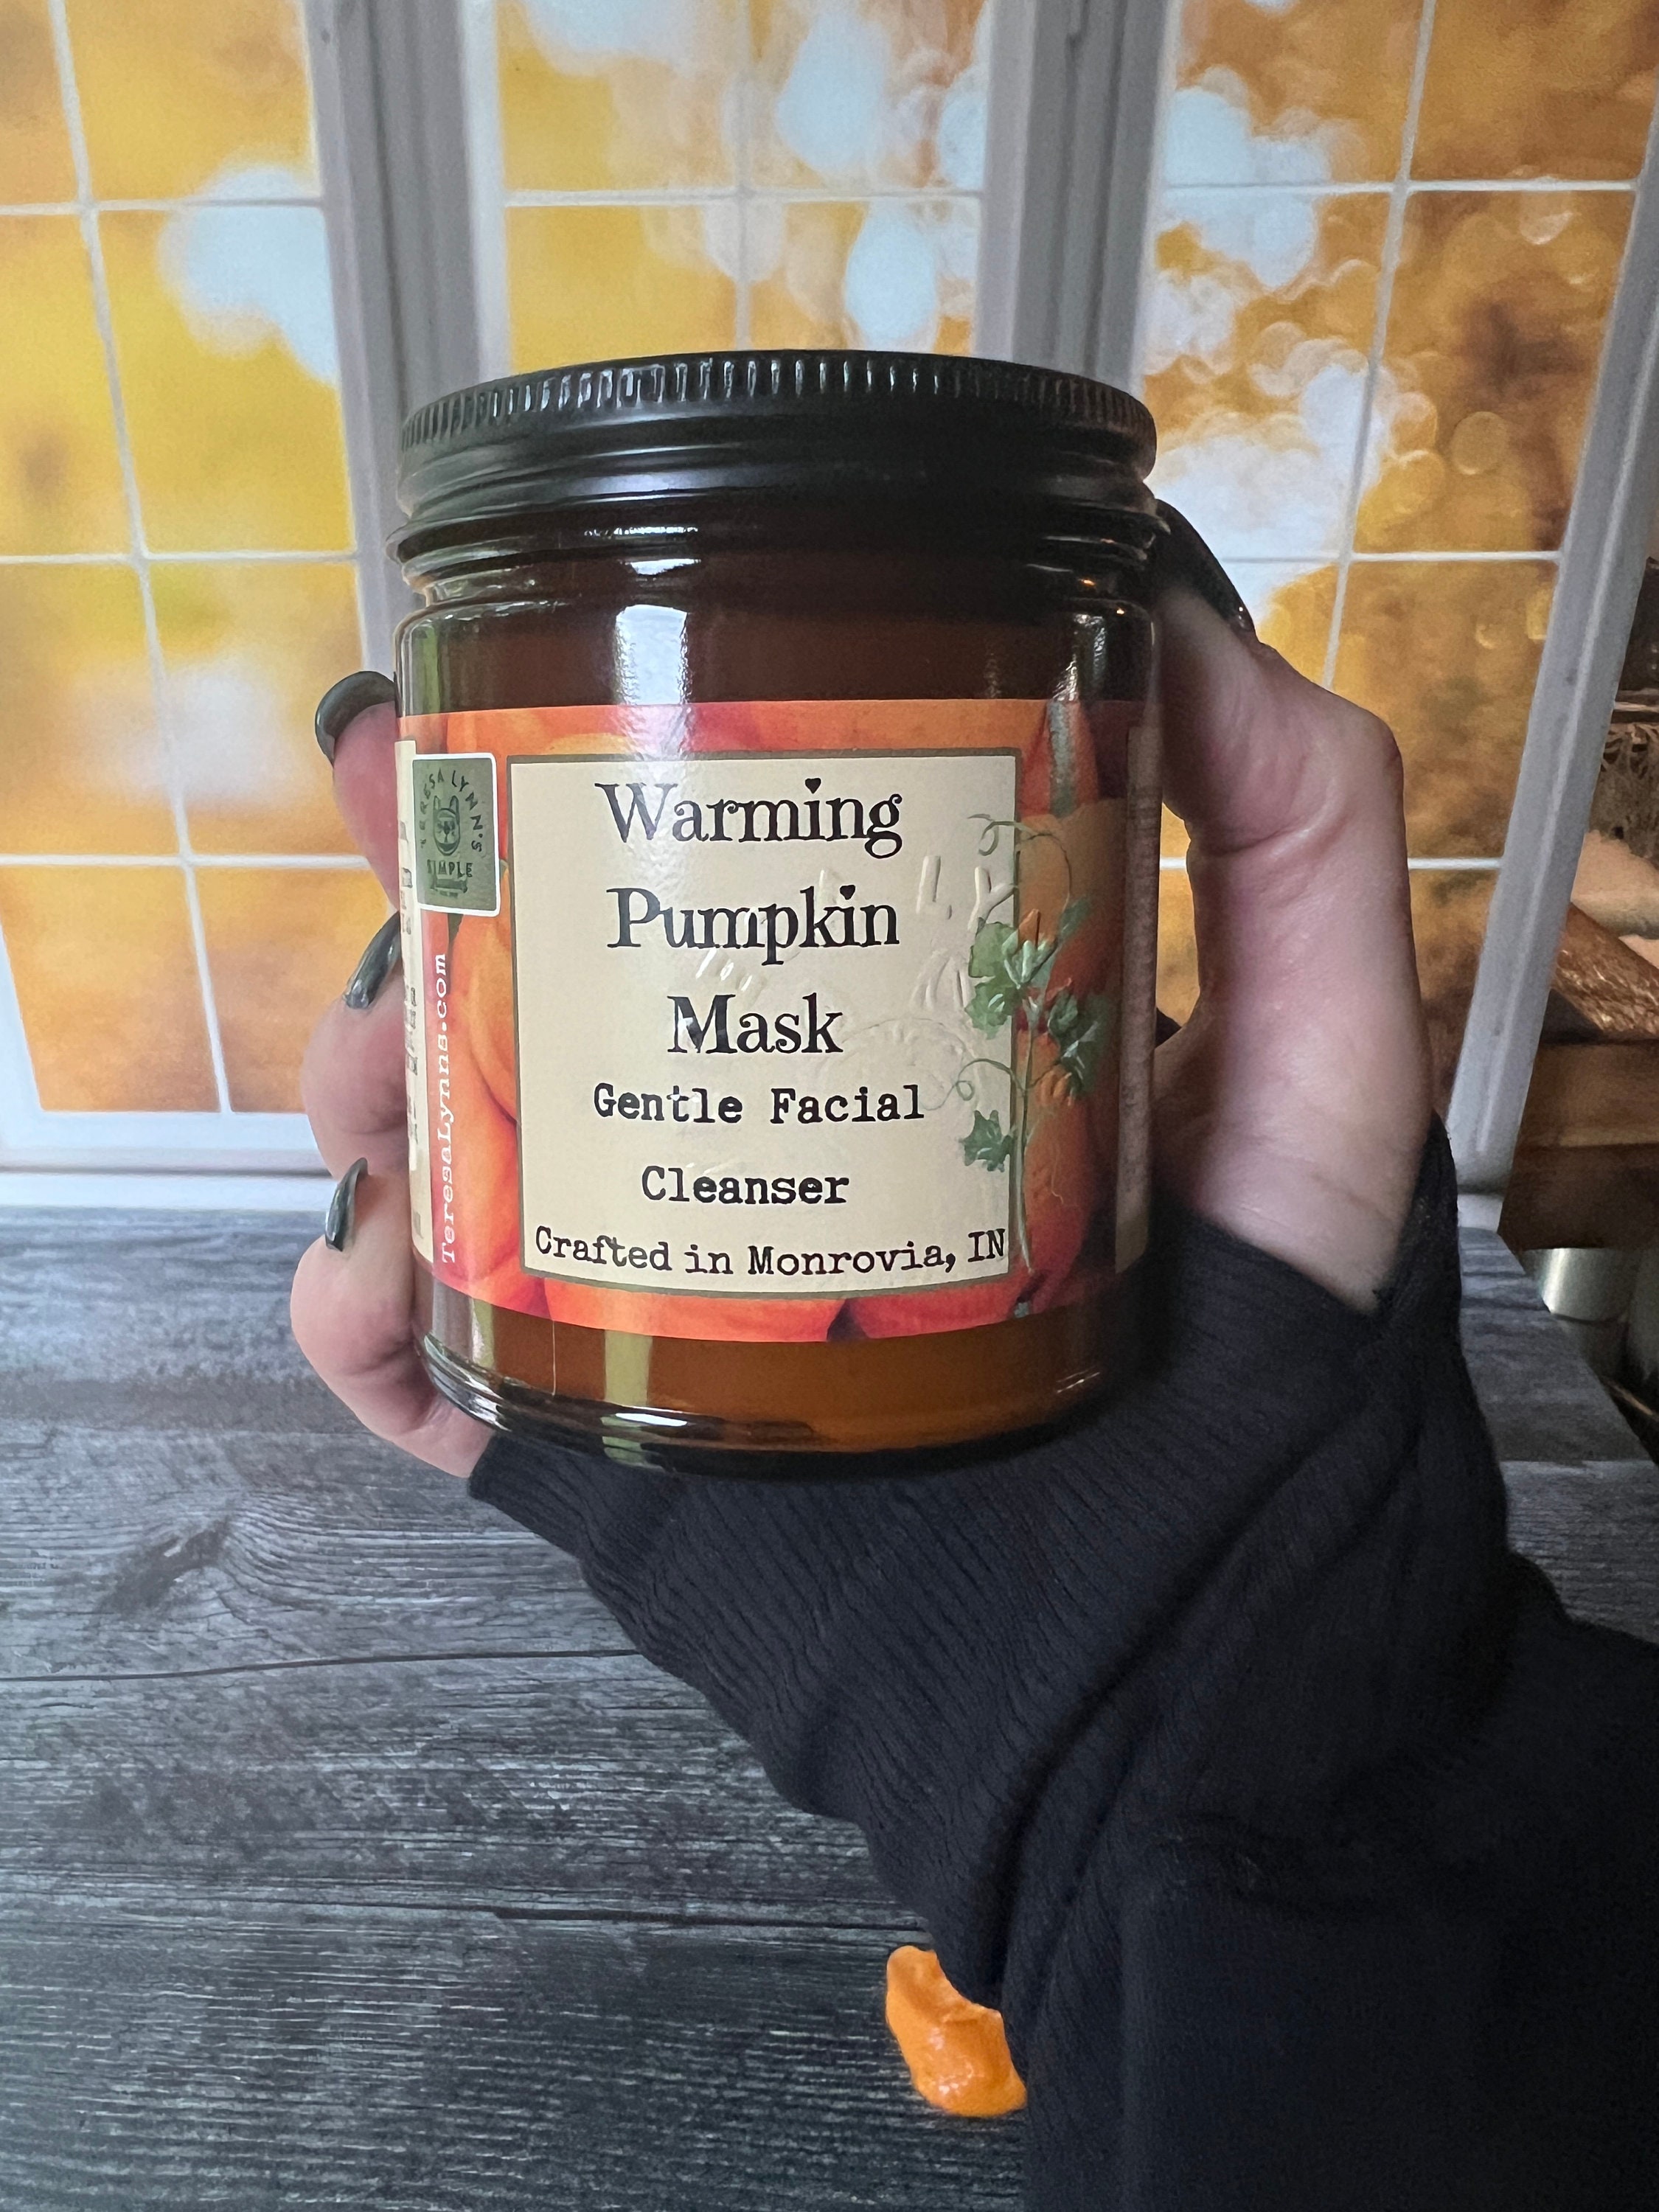 Warming
Pumpkin
Mask
Gentle Facial
Cleanser
Crafted in Monrovia, IN
TERESA LYNN'S
SIMPLE
TeresaLynns.com